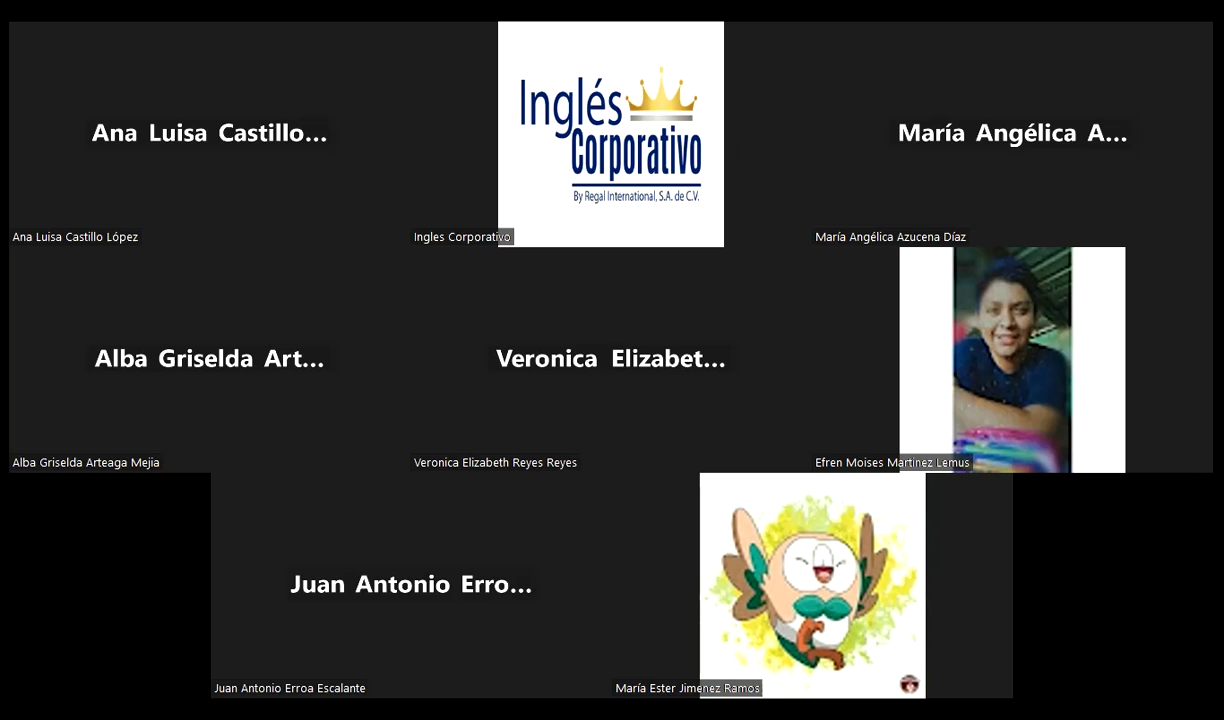 Ana Luisa Castillo...
Ana Luisa Castillo López
Inglés
Corporativo
By Regal International, S.A. de C.V.
Ingles Corporativo
María Angélica A...
María Angélica Azucena Díaz
Alba Griselda Art...
Alba Griselda Arteaga Mejia
Veronica Elizabet...
Veronica Elizabeth Reyes Reyes
Efren Moises Martinez Lemus
Juan Antonio Erro...
Juan Antonio Erroa Escalante
María Ester Jimenez Ramos